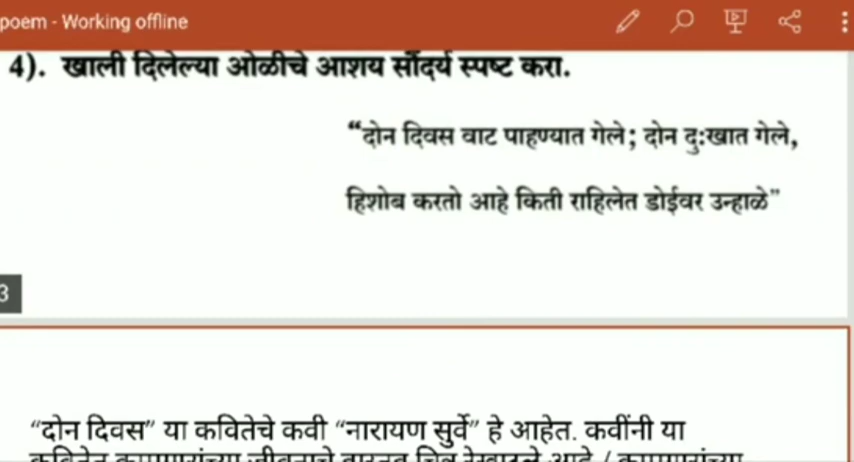 poem - Working offline
4). खाली दिलेल्या ओळीचे आशय सौंदर्य स्पष्ट करा.
“दोन दिवस वाट पाहण्यात गेले; दोन दुःखात गेले,
हिशोब करतो आहे किती राहिलेत डोईवर उन्हाळे”
3
“दोन दिवस” या कवितेचे कवी “नारायण सुर्वे” हे आहेत. कवींनी या